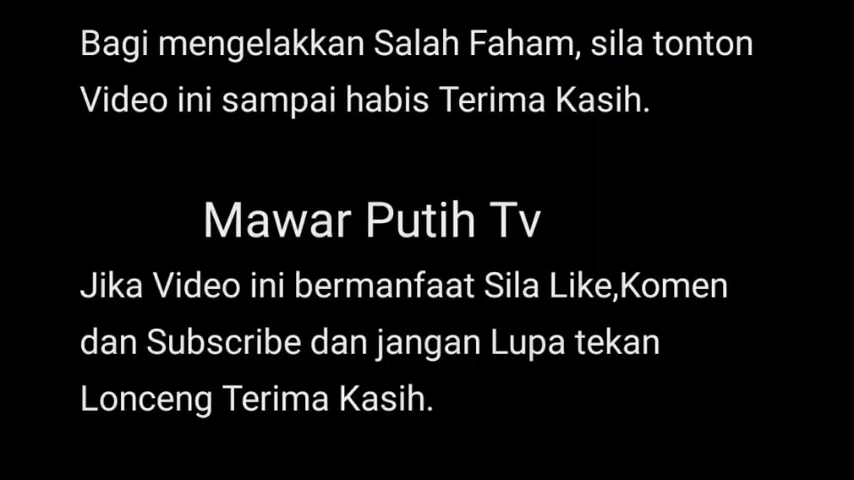 Bagi mengelakkan Salah Faham, sila tonton
Video ini sampai habis Terima Kasih.
Mawar Putih Tv
Jika Video ini bermanfaat Sila Like,Komen
dan Subscribe dan jangan Lupa tekan
Lonceng Terima Kasih.